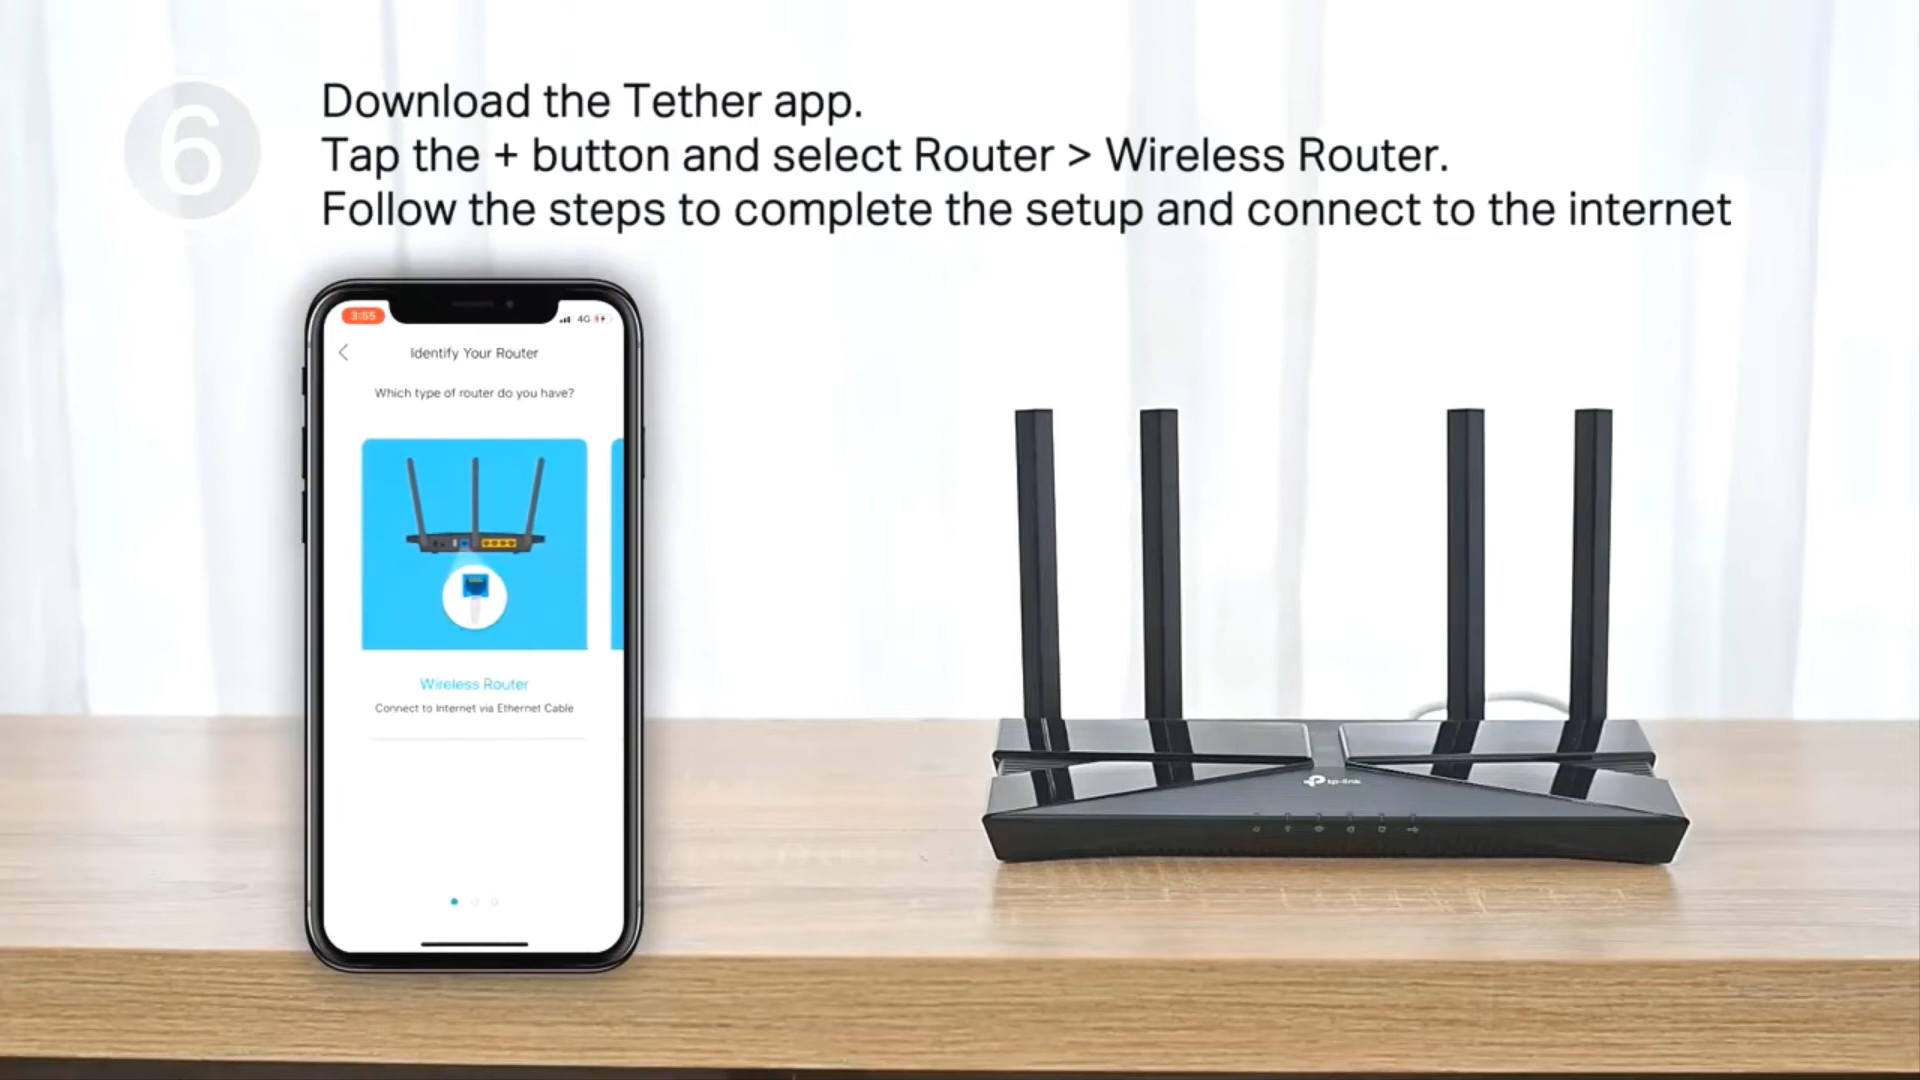 6
Download the Tether app.
Tap the + button and select Router > Wireless Router.
Follow the steps to complete the setup and connect to the internet
3:55
4G
Identify Your Router
Which type of router do you have?
Wireless Router
Connect to Internet via Ethernet Cable
tp-link